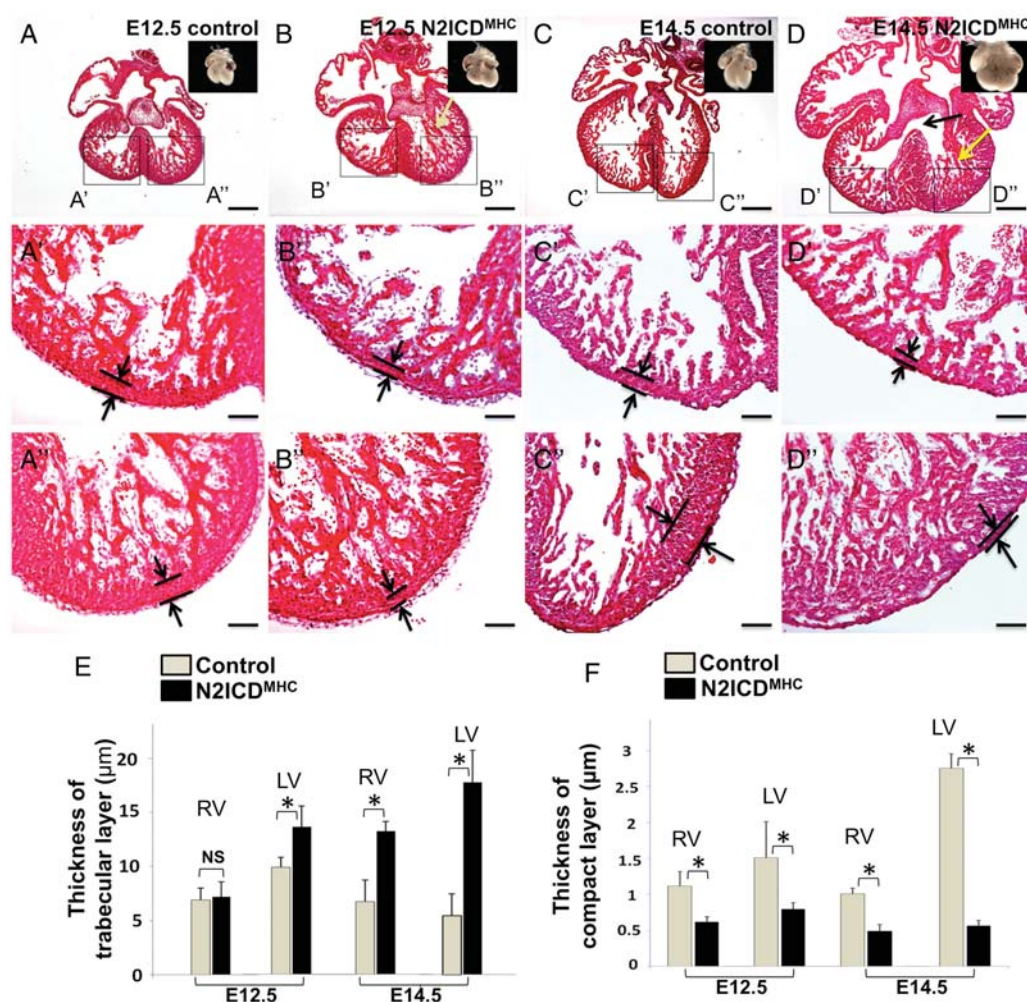 A E12.5 control
B E12.5 N2ICD^MHC
C E14.5 control
D E14.5 N2ICD^MHC
A' A''
B' B''
C' C''
D' D''
A' B' C' D'
A'' B'' C'' D''
E
Control
N2ICD^MHC
Thickness of
trabecular layer (μm)
20
15
10
5
0
RV
NS
LV
*
RV
*
LV
*
E12.5
E14.5
F
Control
N2ICD^MHC
Thickness of
compact layer (μm)
3
2.5
2
1.5
1
0.5
0
RV
*
LV
*
RV
*
LV
*
E12.5
E14.5